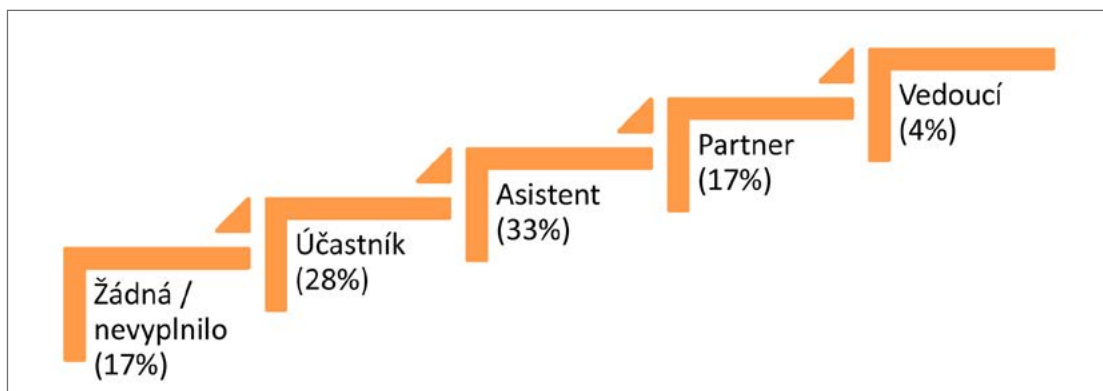 Žádná /
nevyplnilo
(17%)
Účastník
(28%)
Asistent
(33%)
Partner
(17%)
Vedoucí
(4%)